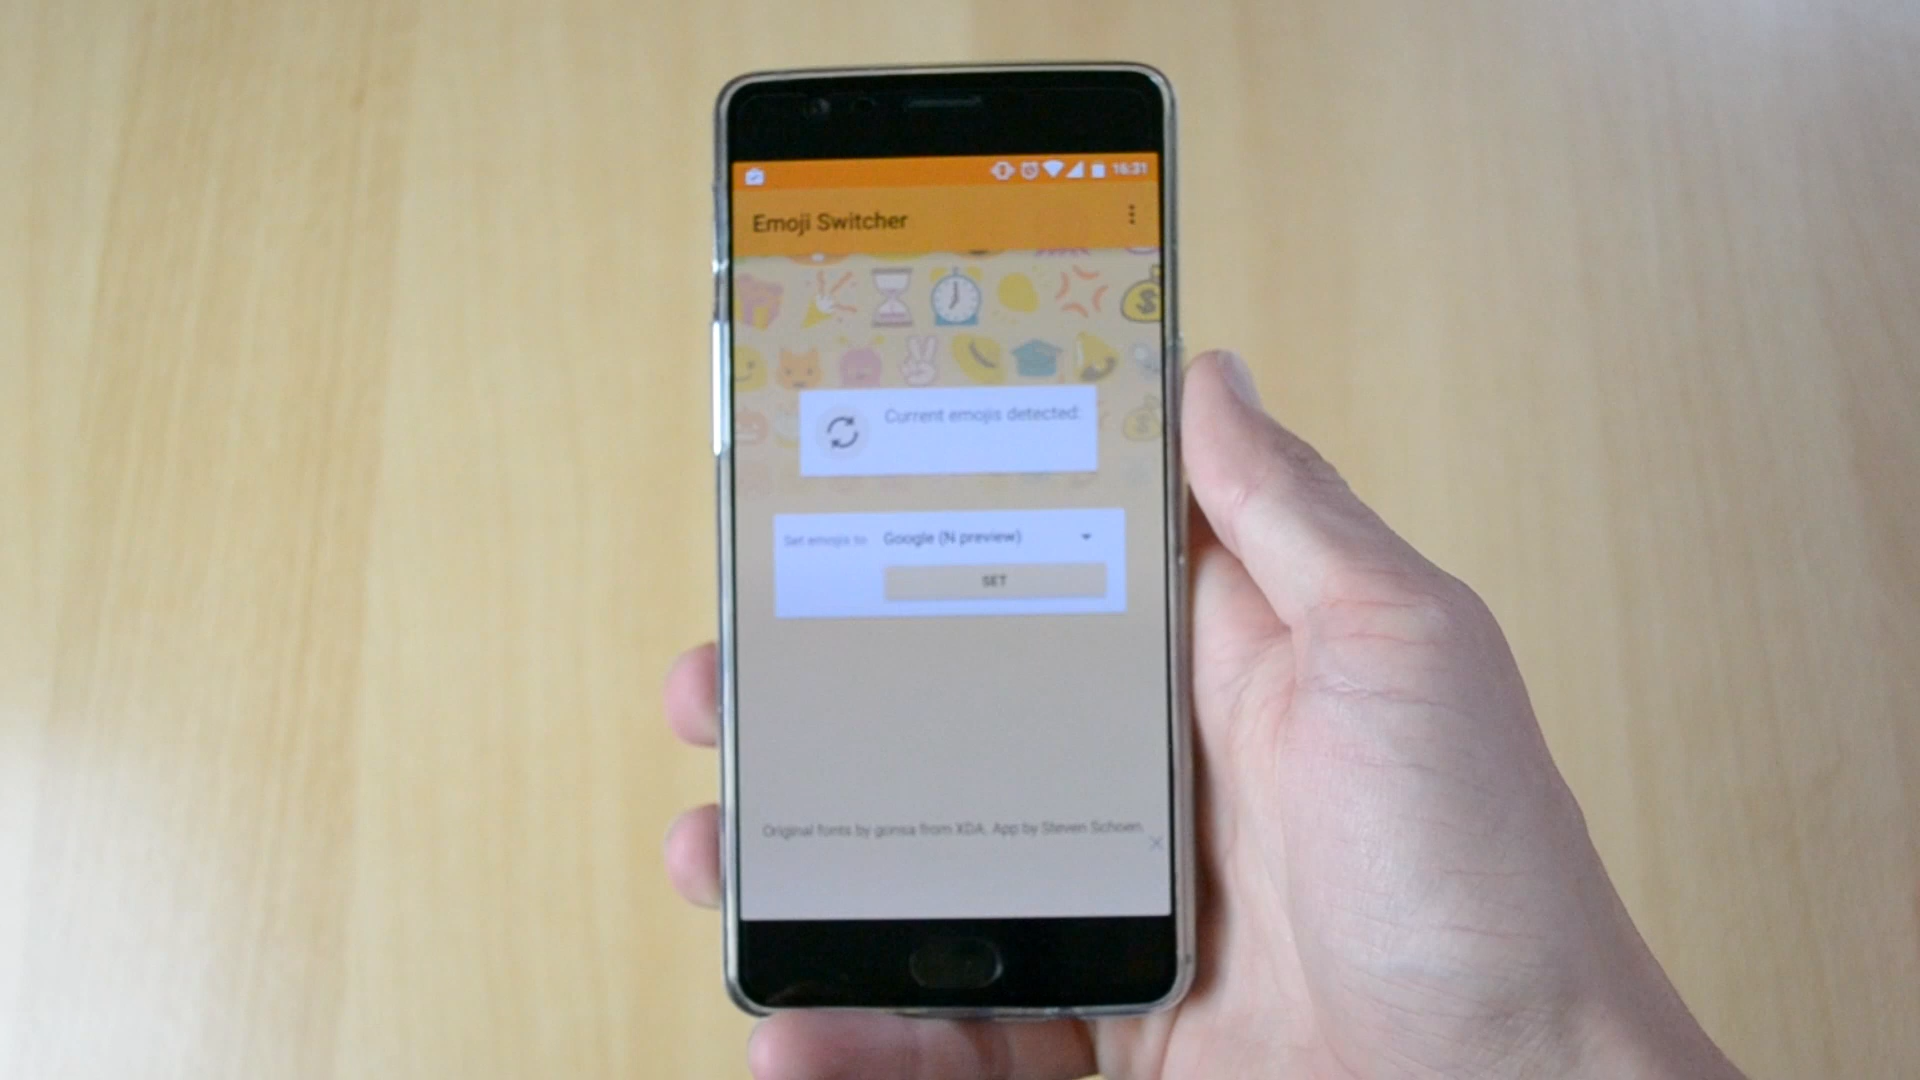 16:31
Emoji Switcher
Current emojis detected:
Set emojis to Google (N preview)
SET
Original fonts by gonsa from XDA. App by Steven Schoen.